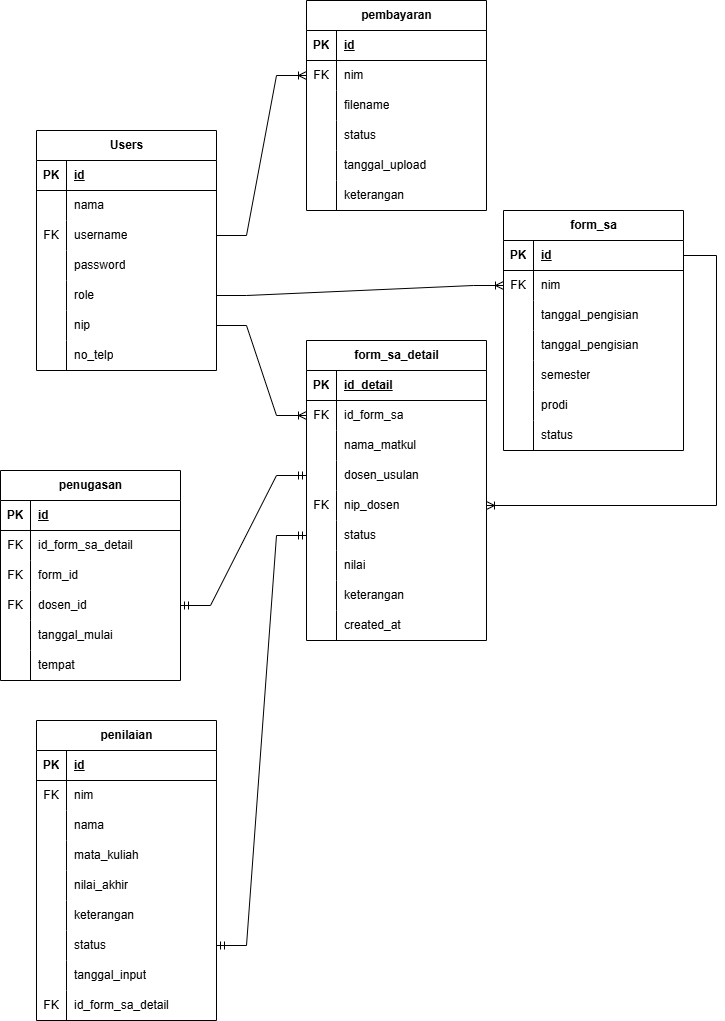 pembayaran
PK id
FK nim
filename
status
tanggal_upload
keterangan
Users
PK id
nama
FK username
password
role
nip
no_telp
form_sa
PK id
FK nim
tanggal_pengisian
tanggal_pengisian
semester
prodi
status
form_sa_detail
PK id_detail
FK id_form_sa
nama_matkul
dosen_usulan
FK nip_dosen
status
nilai
keterangan
created_at
penugasan
PK id
FK id_form_sa_detail
FK form_id
FK dosen_id
tanggal_mulai
tempat
penilaian
PK id
FK nim
nama
mata_kuliah
nilai_akhir
keterangan
status
tanggal_input
FK id_form_sa_detail